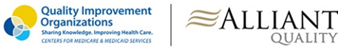 Quality Improvement
Organizations
Sharing Knowledge. Improving Health Care.
CENTERS FOR MEDICARE & MEDICAID SERVICES
ALLIANT
QUALITY